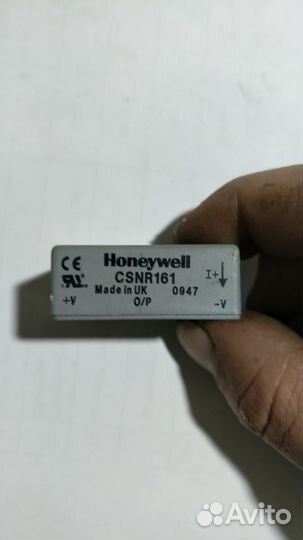 CE Honeywell
CSNR161 I+
Made in UK 0947
+V O/P -V
Avito